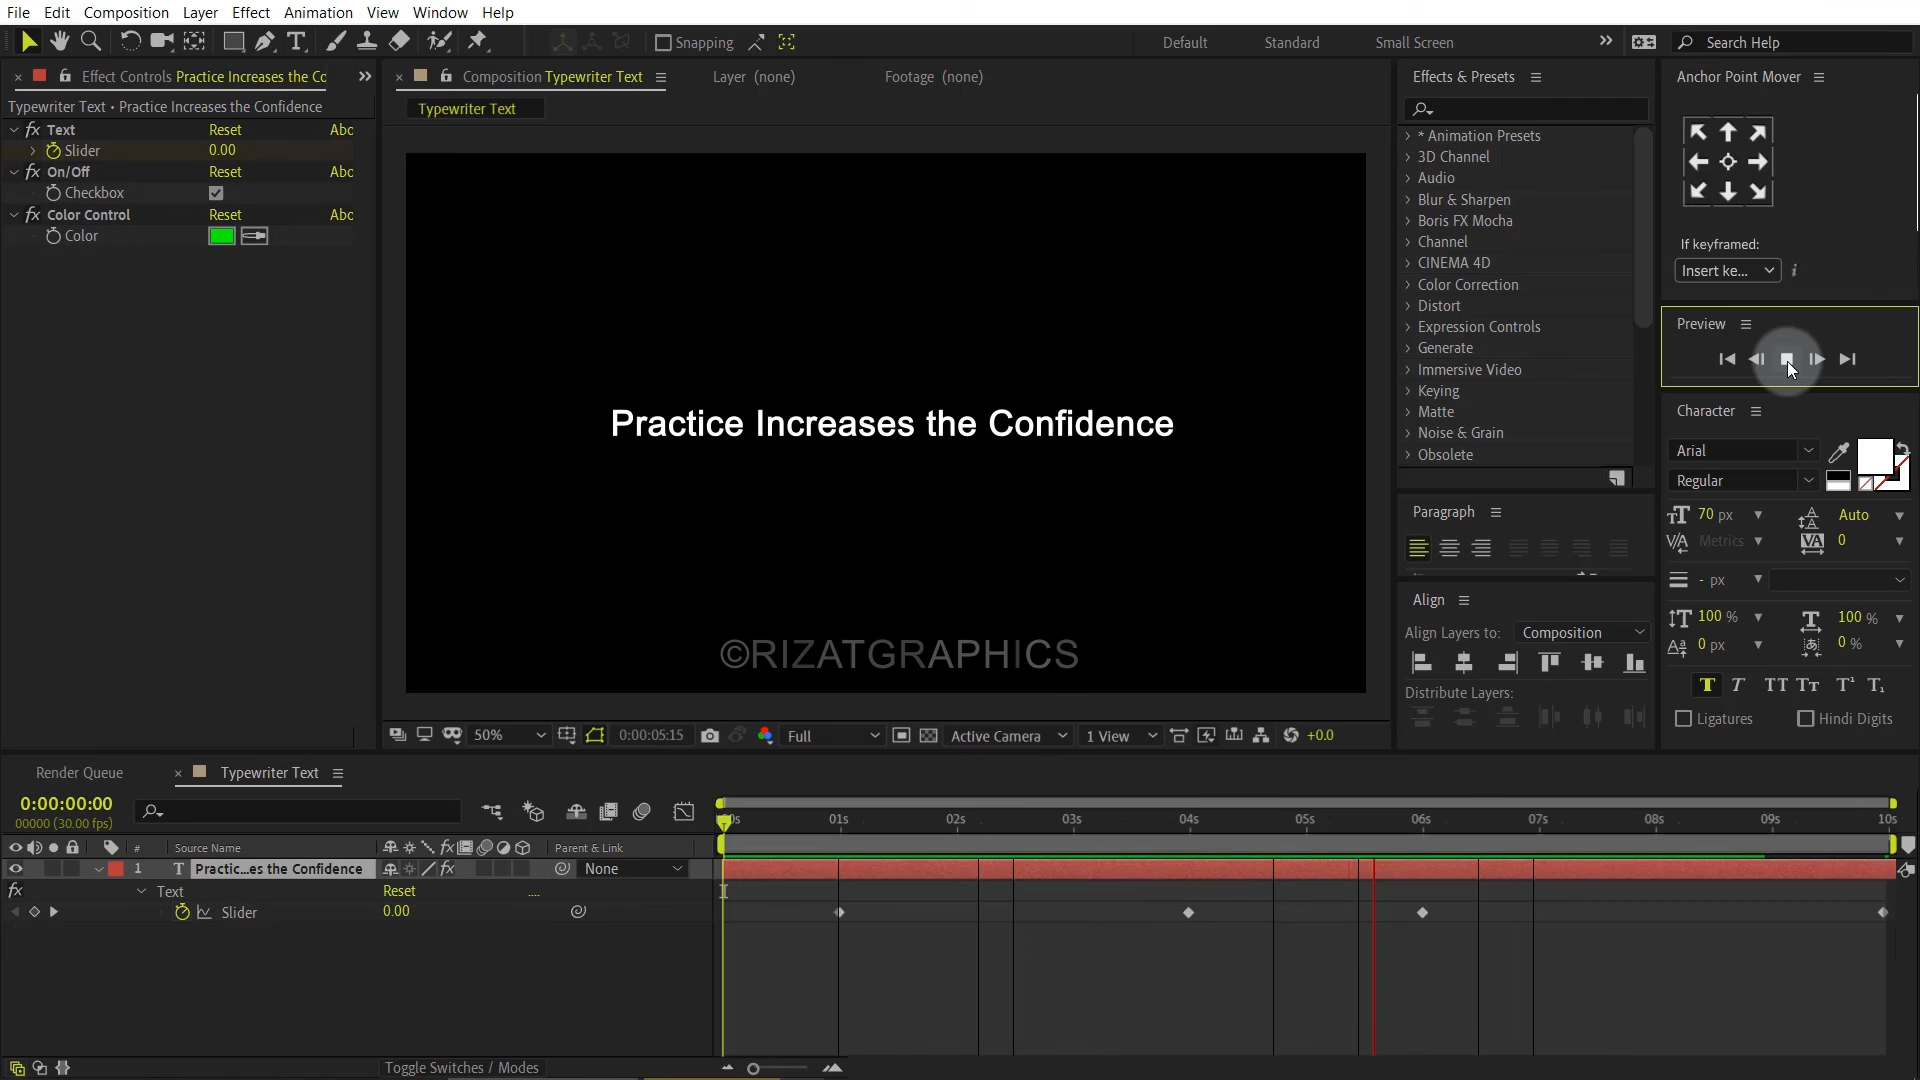 File Edit Composition Layer Effect Animation View Window Help
Snapping Default Standard Small Screen Search Help
Effect Controls Practice Increases the Co
Typewriter Text • Practice Increases the Confidence
fx Text Reset Abo
Slider 0.00
fx On/Off Reset Abo
Checkbox
fx Color Control Reset Abo
Color
Composition Typewriter Text Layer (none) Footage (none)
Typewriter Text
Practice Increases the Confidence
©RIZATGRAPHICS
50% 0:00:05:15 Full Active Camera 1 View +0.0
Effects & Presets
* Animation Presets
3D Channel
Audio
Blur & Sharpen
Boris FX Mocha
Channel
CINEMA 4D
Color Correction
Distort
Expression Controls
Generate
Immersive Video
Keying
Matte
Noise & Grain
Obsolete
Paragraph
Align
Align Layers to: Composition
Distribute Layers:
Anchor Point Mover
If keyframed:
Insert ke... i
Preview
Character
Arial
Regular
70 px Auto
Metrics 0
- px
100 % 100 %
0 px 0 %
Ligatures Hindi Digits
Render Queue Typewriter Text
0:00:00:00
00000 (30.00 fps)
0s 01s 02s 03s 04s 05s 06s 07s 08s 09s 10s
# Source Name Parent & Link
1 T Practic...es the Confidence None
fx Text Reset ....
Slider 0.00
Toggle Switches / Modes